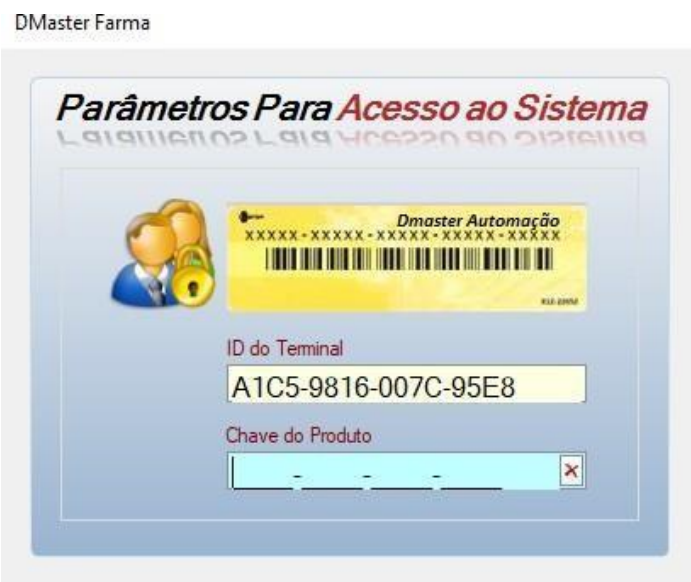 DMaster Farma
Parâmetros Para Acesso ao Sistema
Dmaster Automação
XXXXX-XXXXX-XXXXX-XXXXX-XXXXX
ID do Terminal
A1C5-9816-007C-95E8
Chave do Produto